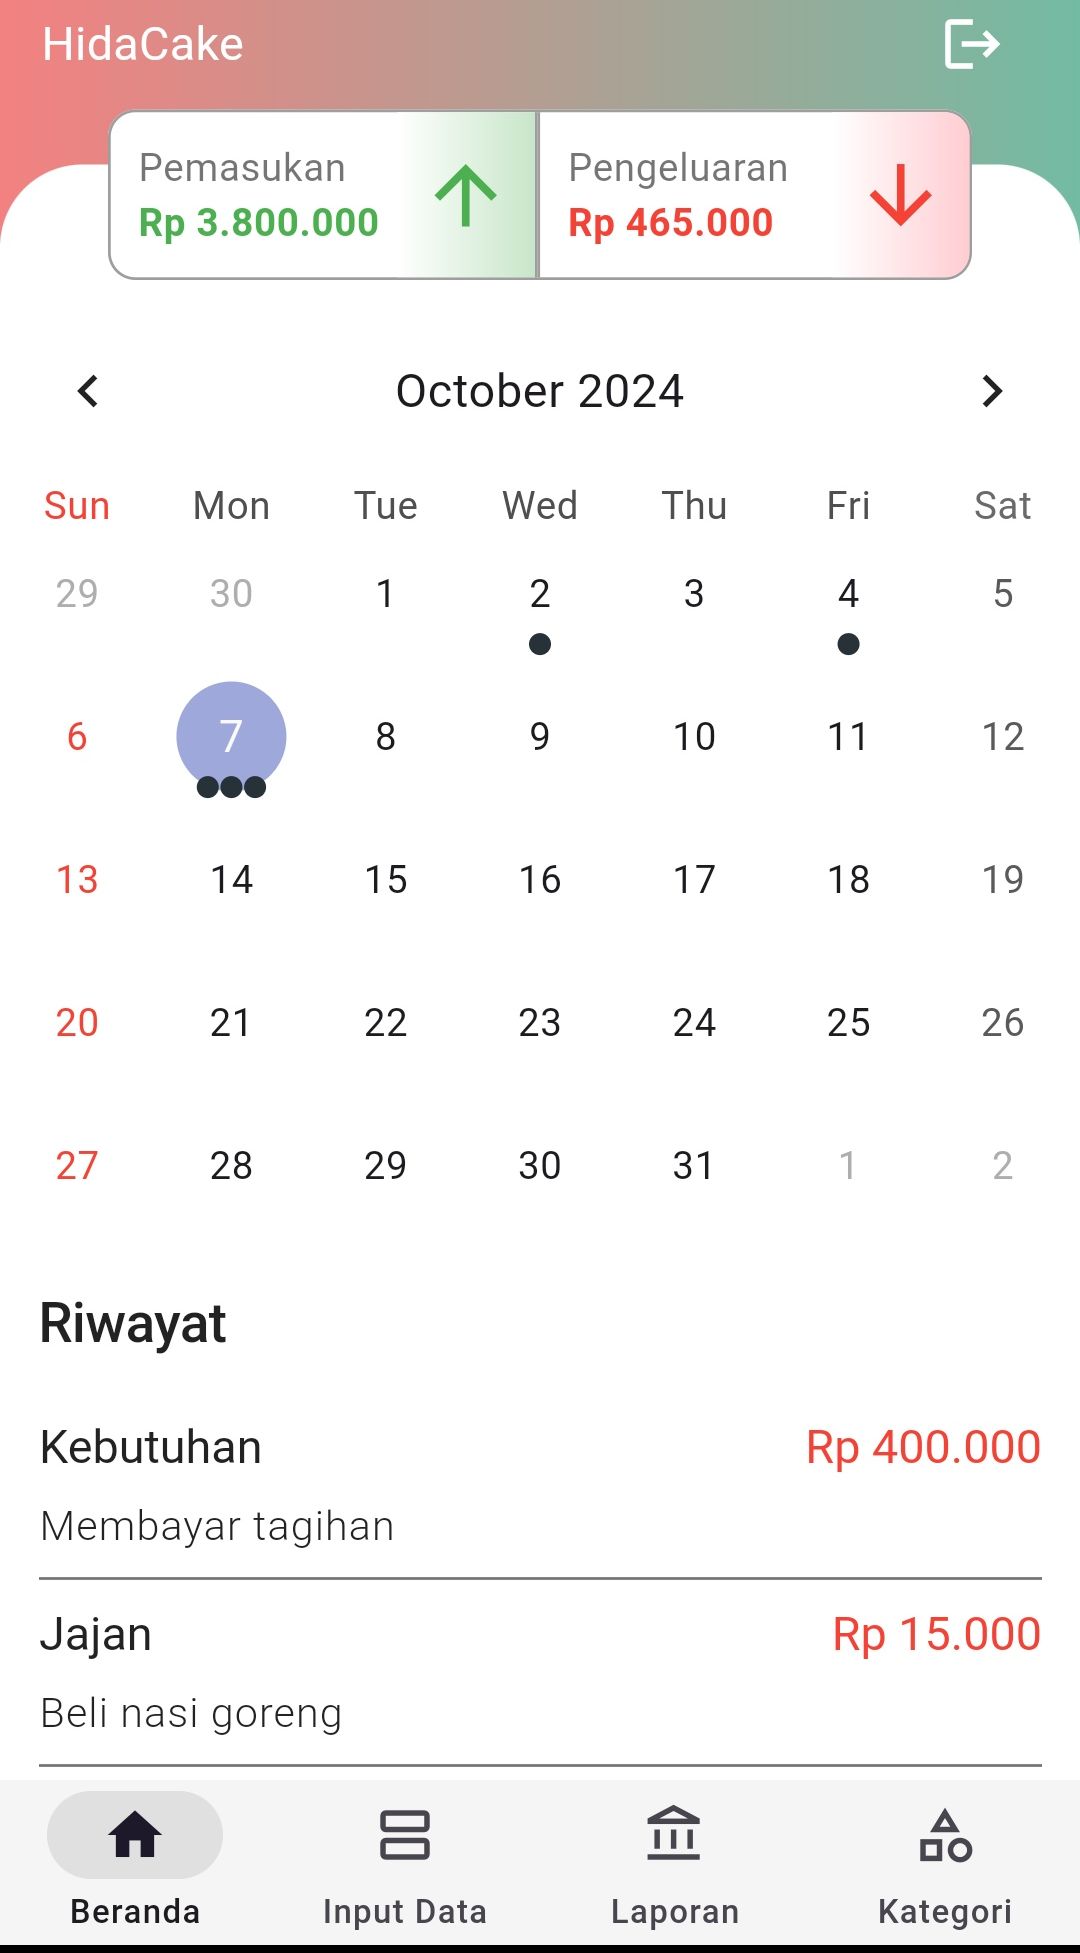 HidaCake
Pemasukan Pengeluaran
Rp 3.800.000 Rp 465.000
October 2024
Sun Mon Tue Wed Thu Fri Sat
29 30 1 2 3 4 5
6 7 8 9 10 11 12
13 14 15 16 17 18 19
20 21 22 23 24 25 26
27 28 29 30 31 1 2
Riwayat
Kebutuhan Rp 400.000
Membayar tagihan
Jajan Rp 15.000
Beli nasi goreng
Beranda Input Data Laporan Kategori